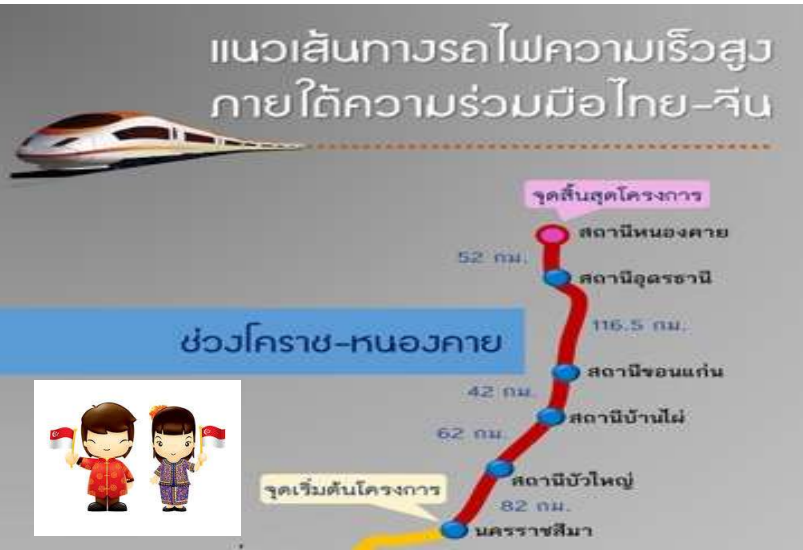 แนวเส้นทางรถไฟความเร็วสูง
ภายใต้ความร่วมมือไทย-จีน
จุดสิ้นสุดโครงการ
สถานีหนองคาย
52 กม.
สถานีอุดรธานี
116.5 กม.
ช่วงโคราช-หนองคาย
สถานีขอนแก่น
42 กม.
สถานีบ้านไผ่
62 กม.
สถานีบัวใหญ่
จุดเริ่มต้นโครงการ
82 กม.
นครราชสีมา